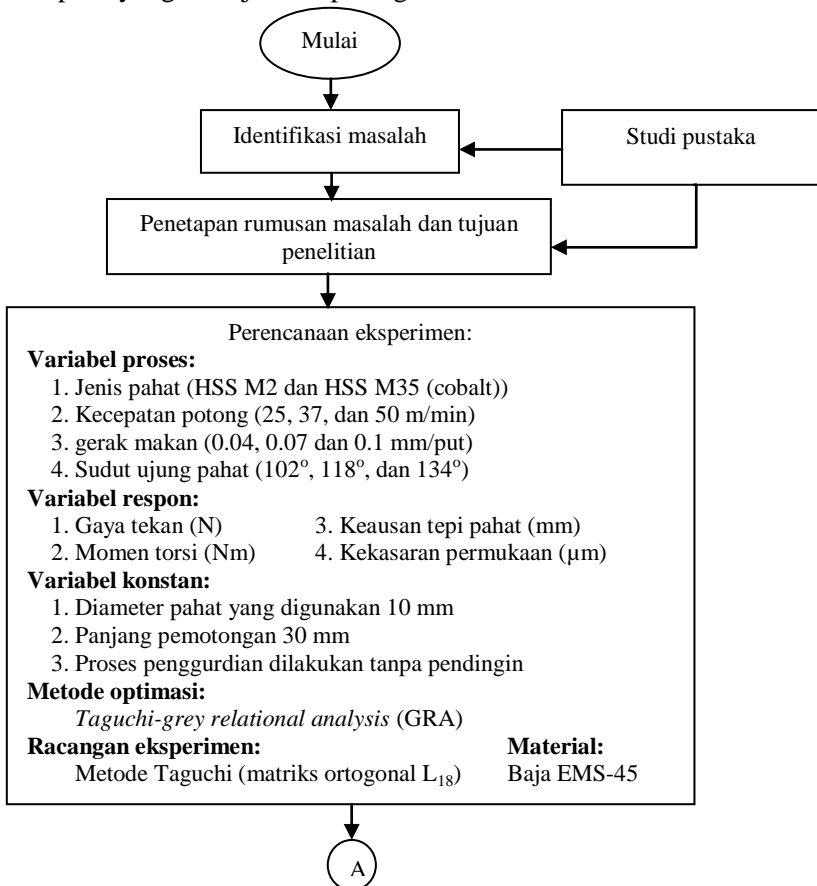 Mulai
Identifikasi masalah
Studi pustaka
Penetapan rumusan masalah dan tujuan
penelitian
Perencanaan eksperimen:
Variabel proses:
1. Jenis pahat (HSS M2 dan HSS M35 (cobalt))
2. Kecepatan potong (25, 37, dan 50 m/min)
3. gerak makan (0.04, 0.07 dan 0.1 mm/put)
4. Sudut ujung pahat (102°, 118°, dan 134°)
Variabel respon:
1. Gaya tekan (N) 3. Keausan tepi pahat (mm)
2. Momen torsi (Nm) 4. Kekasaran permukaan (µm)
Variabel konstan:
1. Diameter pahat yang digunakan 10 mm
2. Panjang pemotongan 30 mm
3. Proses penggurdian dilakukan tanpa pendingin
Metode optimasi:
Taguchi-grey relational analysis (GRA)
Racangan eksperimen: Material:
Metode Taguchi (matriks ortogonal L₁₈) Baja EMS-45
A